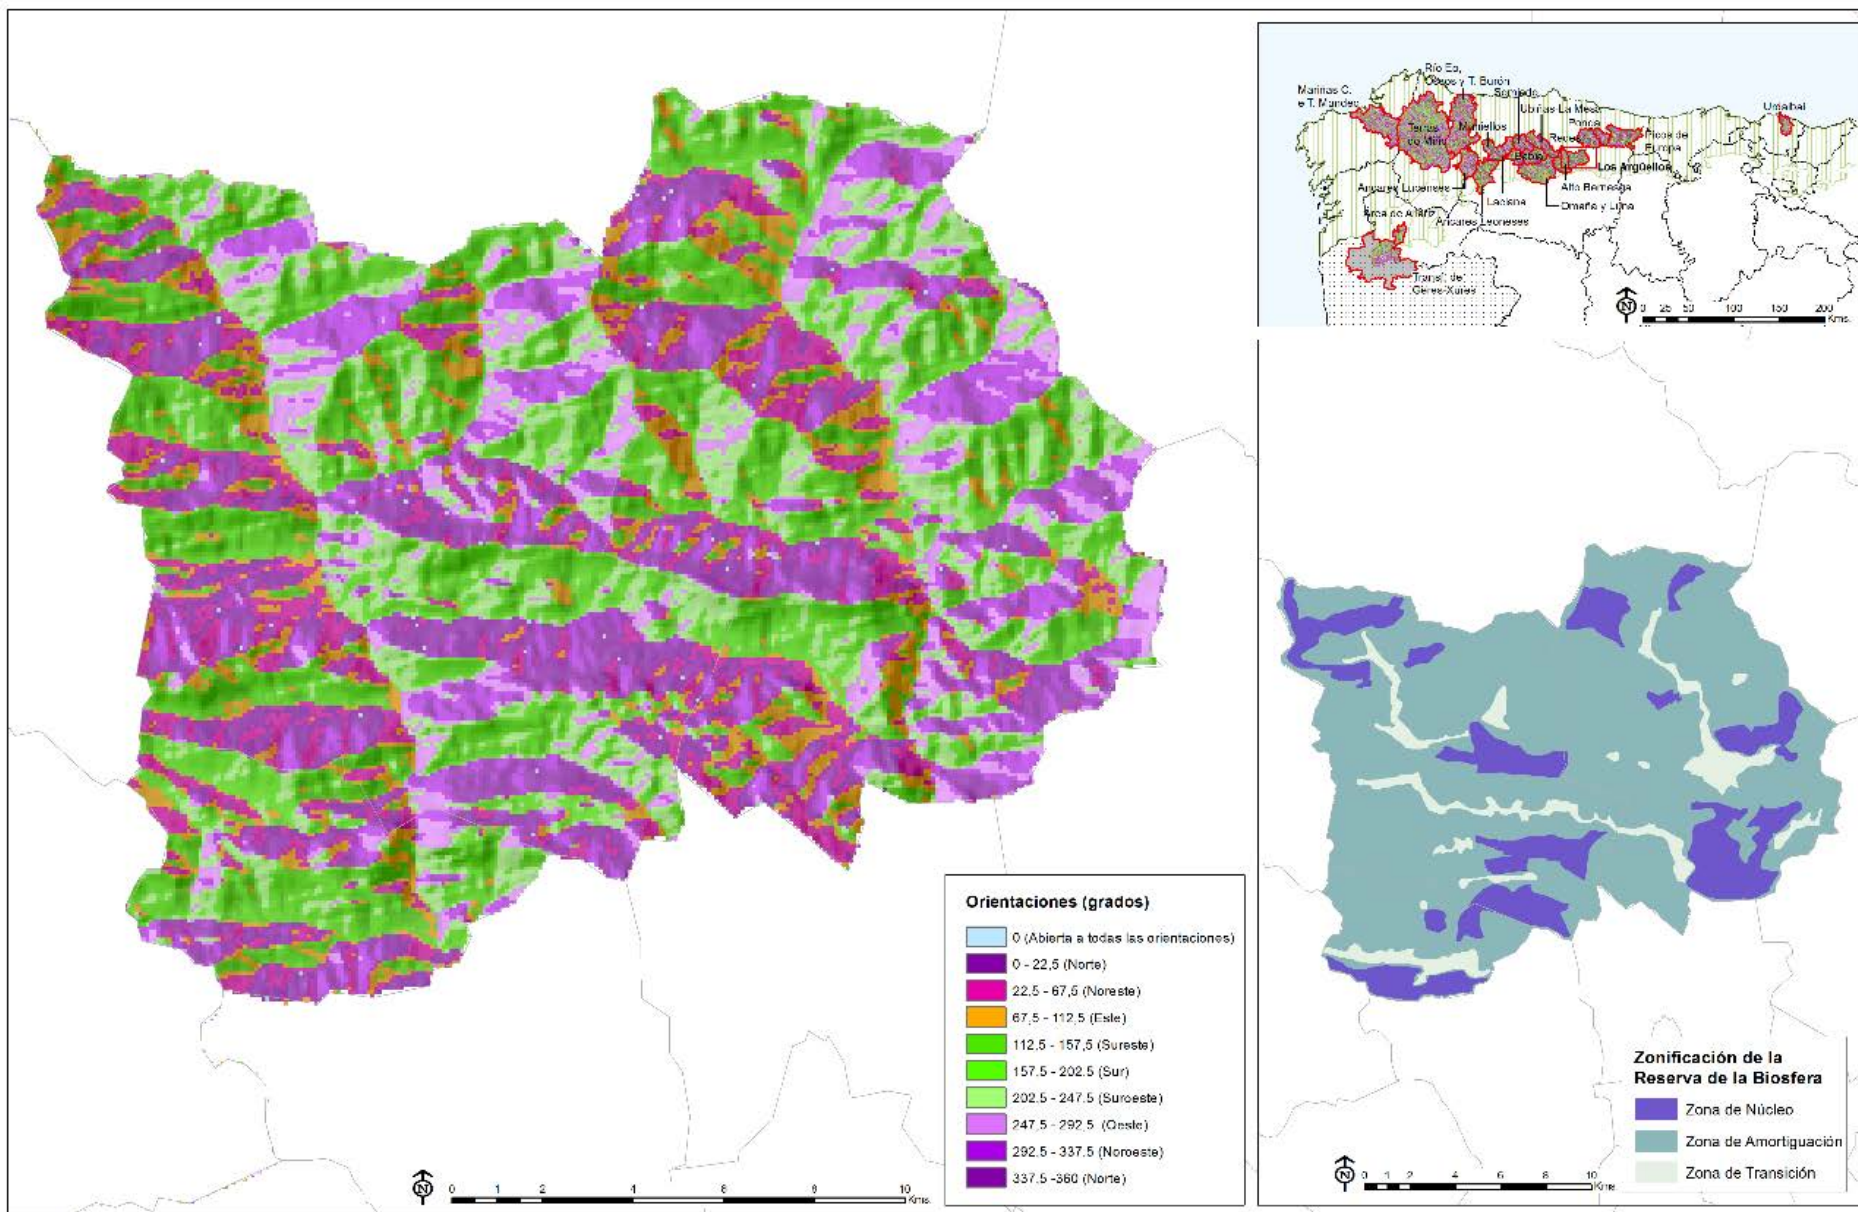 Orientaciones (grados)
0 (Abierta a todas las orientaciones)
0 - 22,5 (Norte)
22,5 - 67,5 (Noreste)
67,5 - 112,5 (Este)
112,5 - 157,5 (Sureste)
157.5 - 202.5 (Sur)
202.5 - 247.5 (Suroeste)
247,5 - 292,5 (Oeste)
292.5 - 337.5 (Noroeste)
337.5 -360 (Norte)
N
0 1 2 4 6 8 10
Kms.
Río Eo,
Oscos y T. Burón
Mariñas C.
e T. Mandeo
Somiedo
Ubiñas-La Mesa
Ponga
Urdaibai
Terras
do Miño
Muniellos
Redes
Picos de
Europa
Babia
Los Argüellos
Ancares Lucenses
Alto Bernesga
Laciana
Omaña y Luna
Área de Allariz
Ancares Leoneses
Transf. de
Gerês-Xurés
N
0 25 50 100 150 200
Kms.
Zonificación de la
Reserva de la Biosfera
Zona de Núcleo
Zona de Amortiguación
Zona de Transición
N
0 1 2 4 6 8 10
Kms